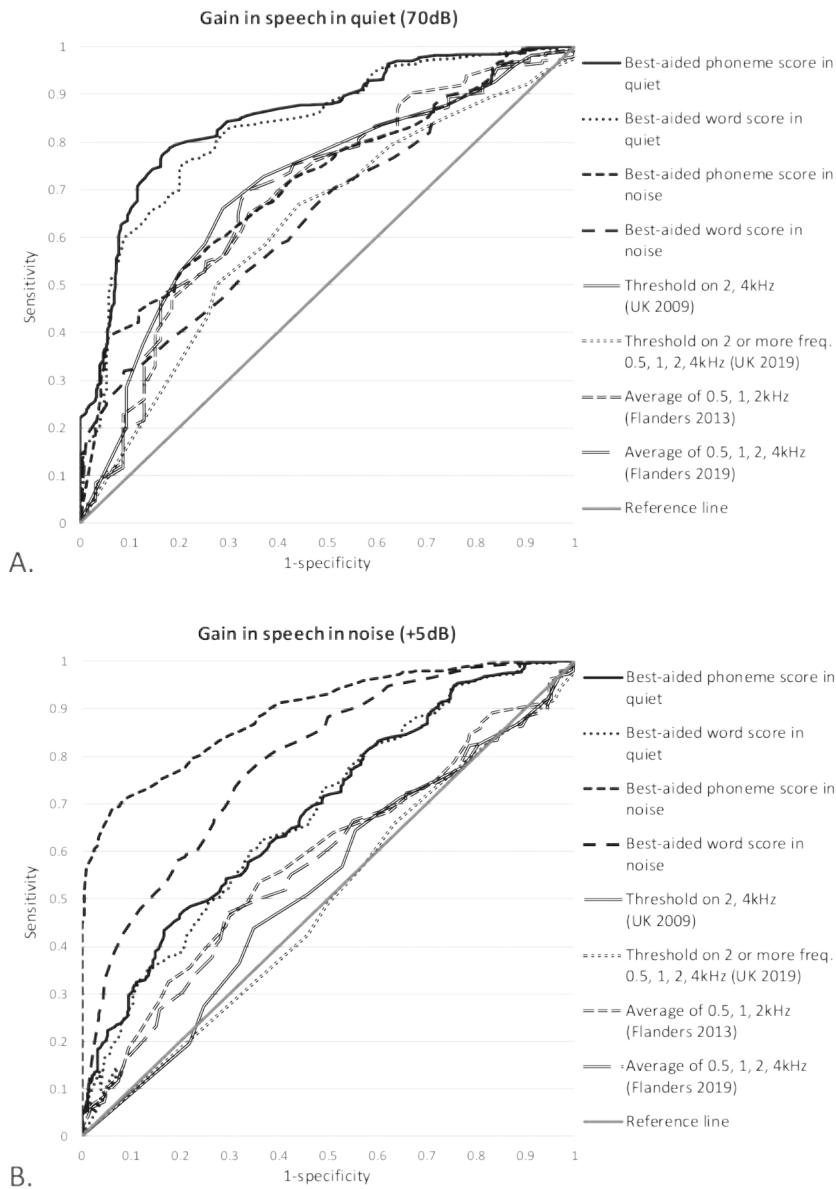 Gain in speech in quiet (70dB)
1
0.9
0.8
0.7
0.6
0.5
0.4
0.3
0.2
0.1
0
Sensitivity
0 0.1 0.2 0.3 0.4 0.5 0.6 0.7 0.8 0.9 1
1-specificity
Best-aided phoneme score in
quiet
Best-aided word score in
quiet
Best-aided phoneme score in
noise
Best-aided word score in
noise
Threshold on 2, 4kHz
(UK 2009)
Threshold on 2 or more freq.
0.5, 1, 2, 4kHz (UK 2019)
Average of 0.5, 1, 2kHz
(Flanders 2013)
Average of 0.5, 1, 2, 4kHz
(Flanders 2019)
Reference line
A.
Gain in speech in noise (+5dB)
1
0.9
0.8
0.7
0.6
0.5
0.4
0.3
0.2
0.1
0
Sensitivity
0 0.1 0.2 0.3 0.4 0.5 0.6 0.7 0.8 0.9 1
1-specificity
Best-aided phoneme score in
quiet
Best-aided word score in
quiet
Best-aided phoneme score in
noise
Best-aided word score in
noise
Threshold on 2, 4kHz
(UK 2009)
Threshold on 2 or more freq.
0.5, 1, 2, 4kHz (UK 2019)
Average of 0.5, 1, 2kHz
(Flanders 2013)
Average of 0.5, 1, 2, 4kHz
(Flanders 2019)
Reference line
B.